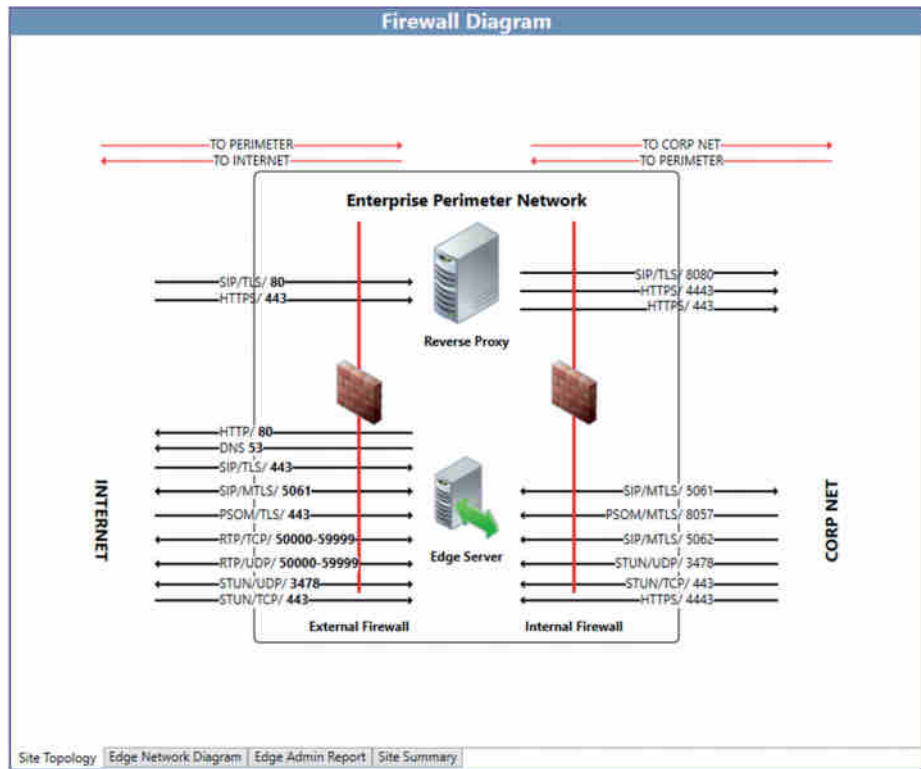 Firewall Diagram
TO PERIMETER
TO INTERNET
TO CORP NET
TO PERIMETER
Enterprise Perimeter Network
SIP/TLS/ 80
HTTPS/ 443
Reverse Proxy
SIP/TLS/ 8080
HTTPS/ 4443
HTTPS/ 443
INTERNET
HTTP/ 80
DNS 53
SIP/TLS/ 443
SIP/MTLS/ 5061
PSOM/TLS/ 443
RTP/TCP/ 50000-59999
RTP/UDP/ 50000-59999
STUN/UDP/ 3478
STUN/TCP/ 443
Edge Server
SIP/MTLS/ 5061
PSOM/MTLS/ 8057
SIP/MTLS/ 5062
STUN/UDP/ 3478
STUN/TCP/ 443
HTTPS/ 4443
CORP NET
External Firewall
Internal Firewall
Site Topology Edge Network Diagram Edge Admin Report Site Summary